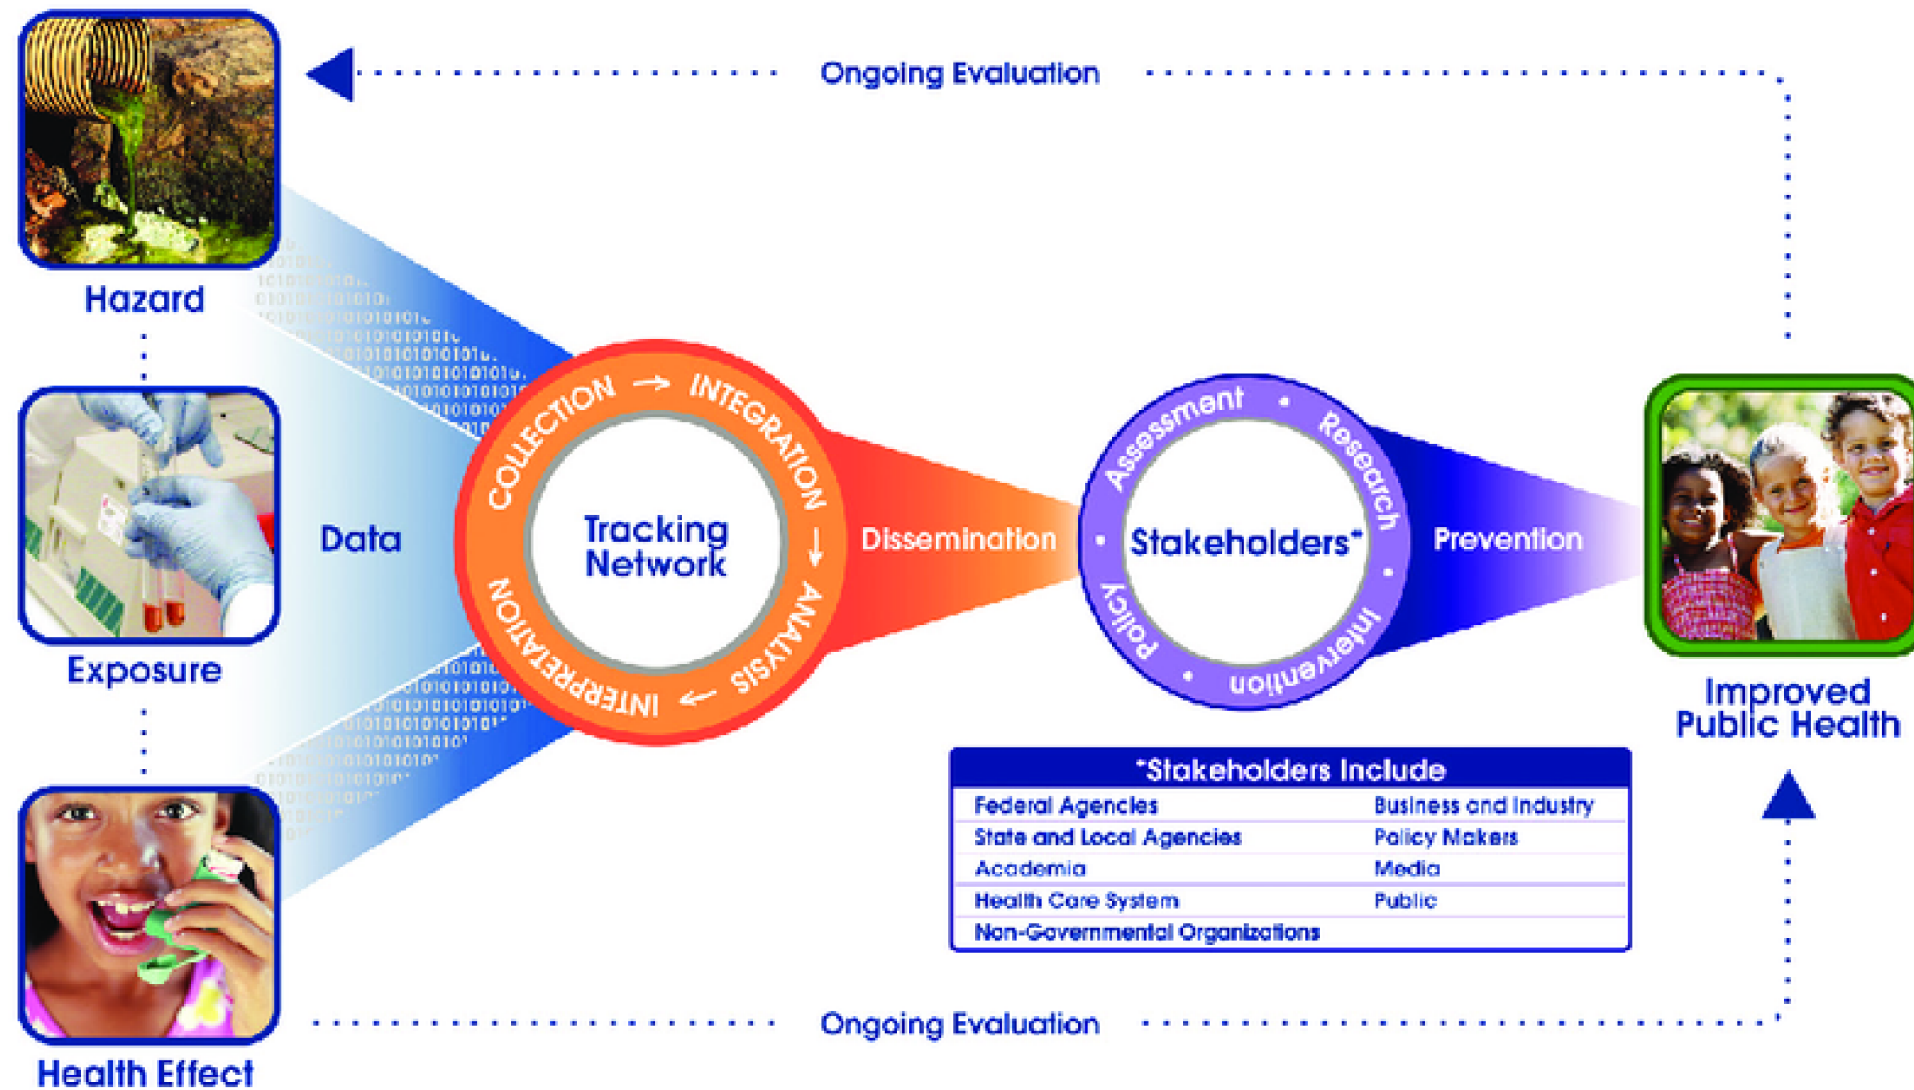 Ongoing Evaluation
Hazard
Exposure
Health Effect
Data
COLLECTION → INTEGRATION → ANALYSIS → INTERPRETATION
Tracking
Network
Dissemination
Assessment • Research • Intervention • Policy •
Stakeholders*
Prevention
Improved
Public Health
*Stakeholders Include
Federal Agencies Business and Industry
State and Local Agencies Policy Makers
Academia Media
Health Care System Public
Non-Governmental Organizations
Ongoing Evaluation